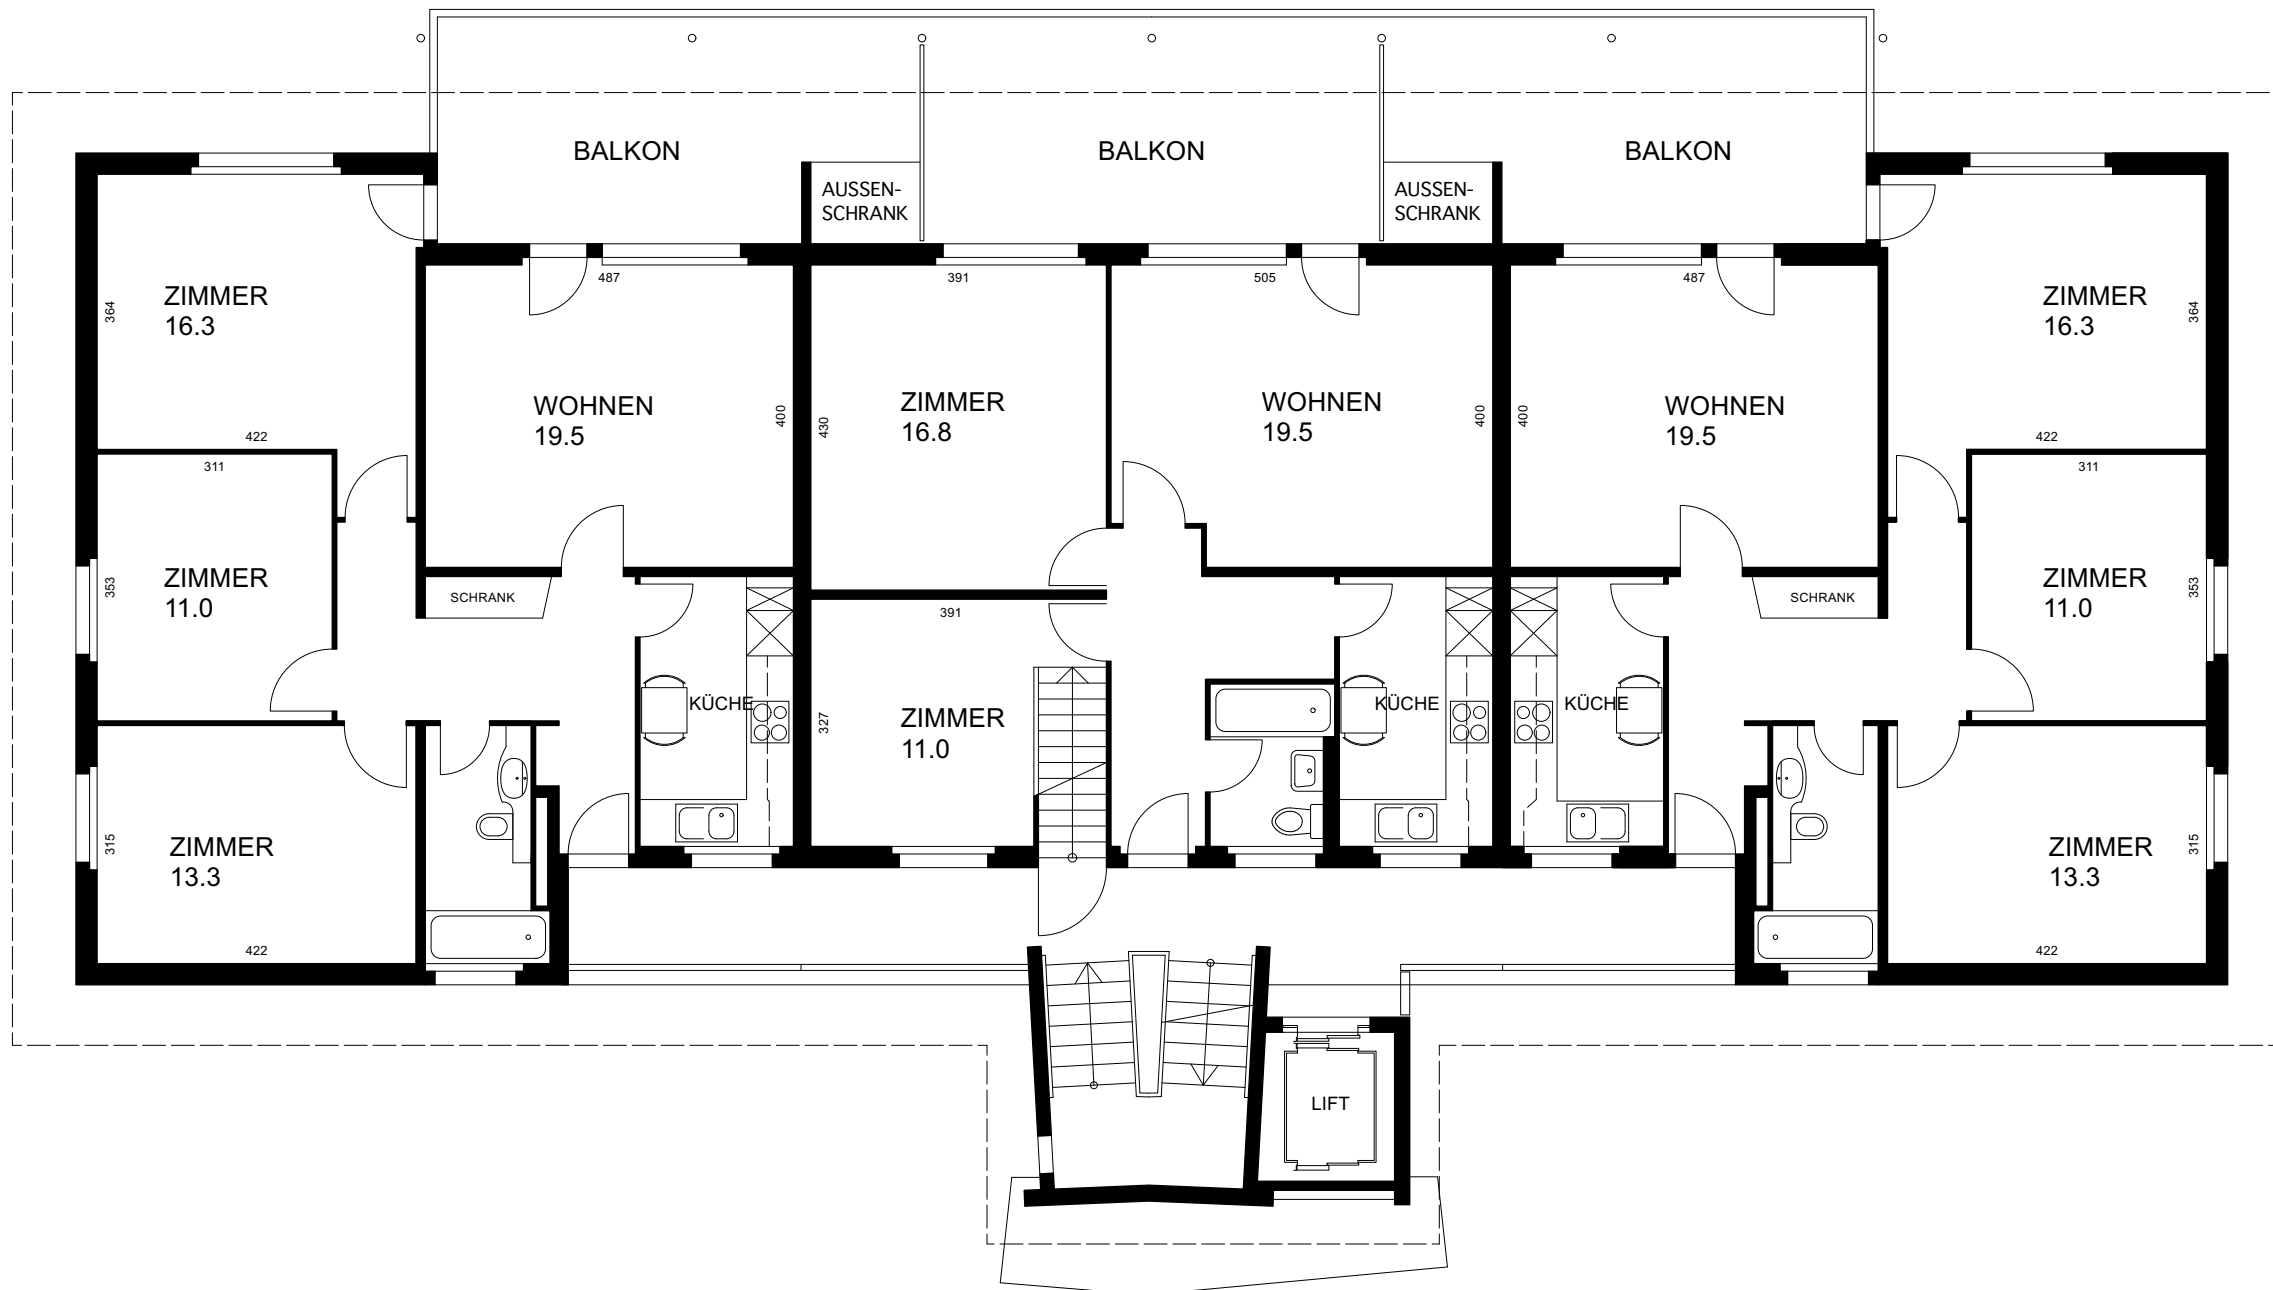 BALKON
BALKON
BALKON
AUSSEN-
SCHRANK
AUSSEN-
SCHRANK
487
391
505
487
ZIMMER
16.3
364
422
ZIMMER
16.3
364
422
WOHNEN
19.5
400
ZIMMER
16.8
430
WOHNEN
19.5
400
WOHNEN
19.5
400
311
ZIMMER
11.0
353
311
ZIMMER
11.0
353
SCHRANK
SCHRANK
391
ZIMMER
11.0
327
KÜCHE
KÜCHE
KÜCHE
ZIMMER
13.3
315
422
ZIMMER
13.3
315
422
LIFT